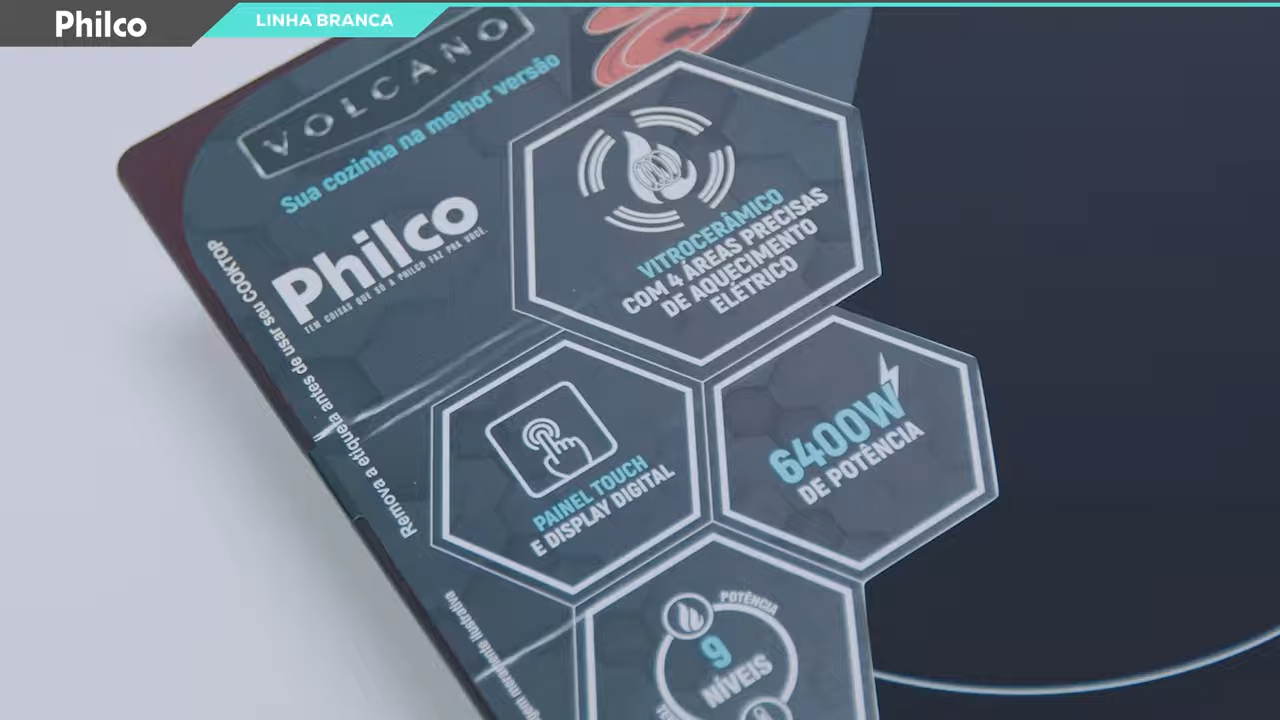 Philco
LINHA BRANCA
VOLCANO
Sua cozinha na melhor versão
Philco
TEM COISAS QUE SÓ A PHILCO FAZ PRA VOCÊ.
Remova a etiqueta antes de usar seu COOKTOP
VITROCERÂMICO
COM 4 ÁREAS PRECISAS
DE AQUECIMENTO
ELÉTRICO
PAINEL TOUCH
E DISPLAY DIGITAL
6400W
DE POTÊNCIA
POTÊNCIA
9
NÍVEIS
meramente ilustrativa